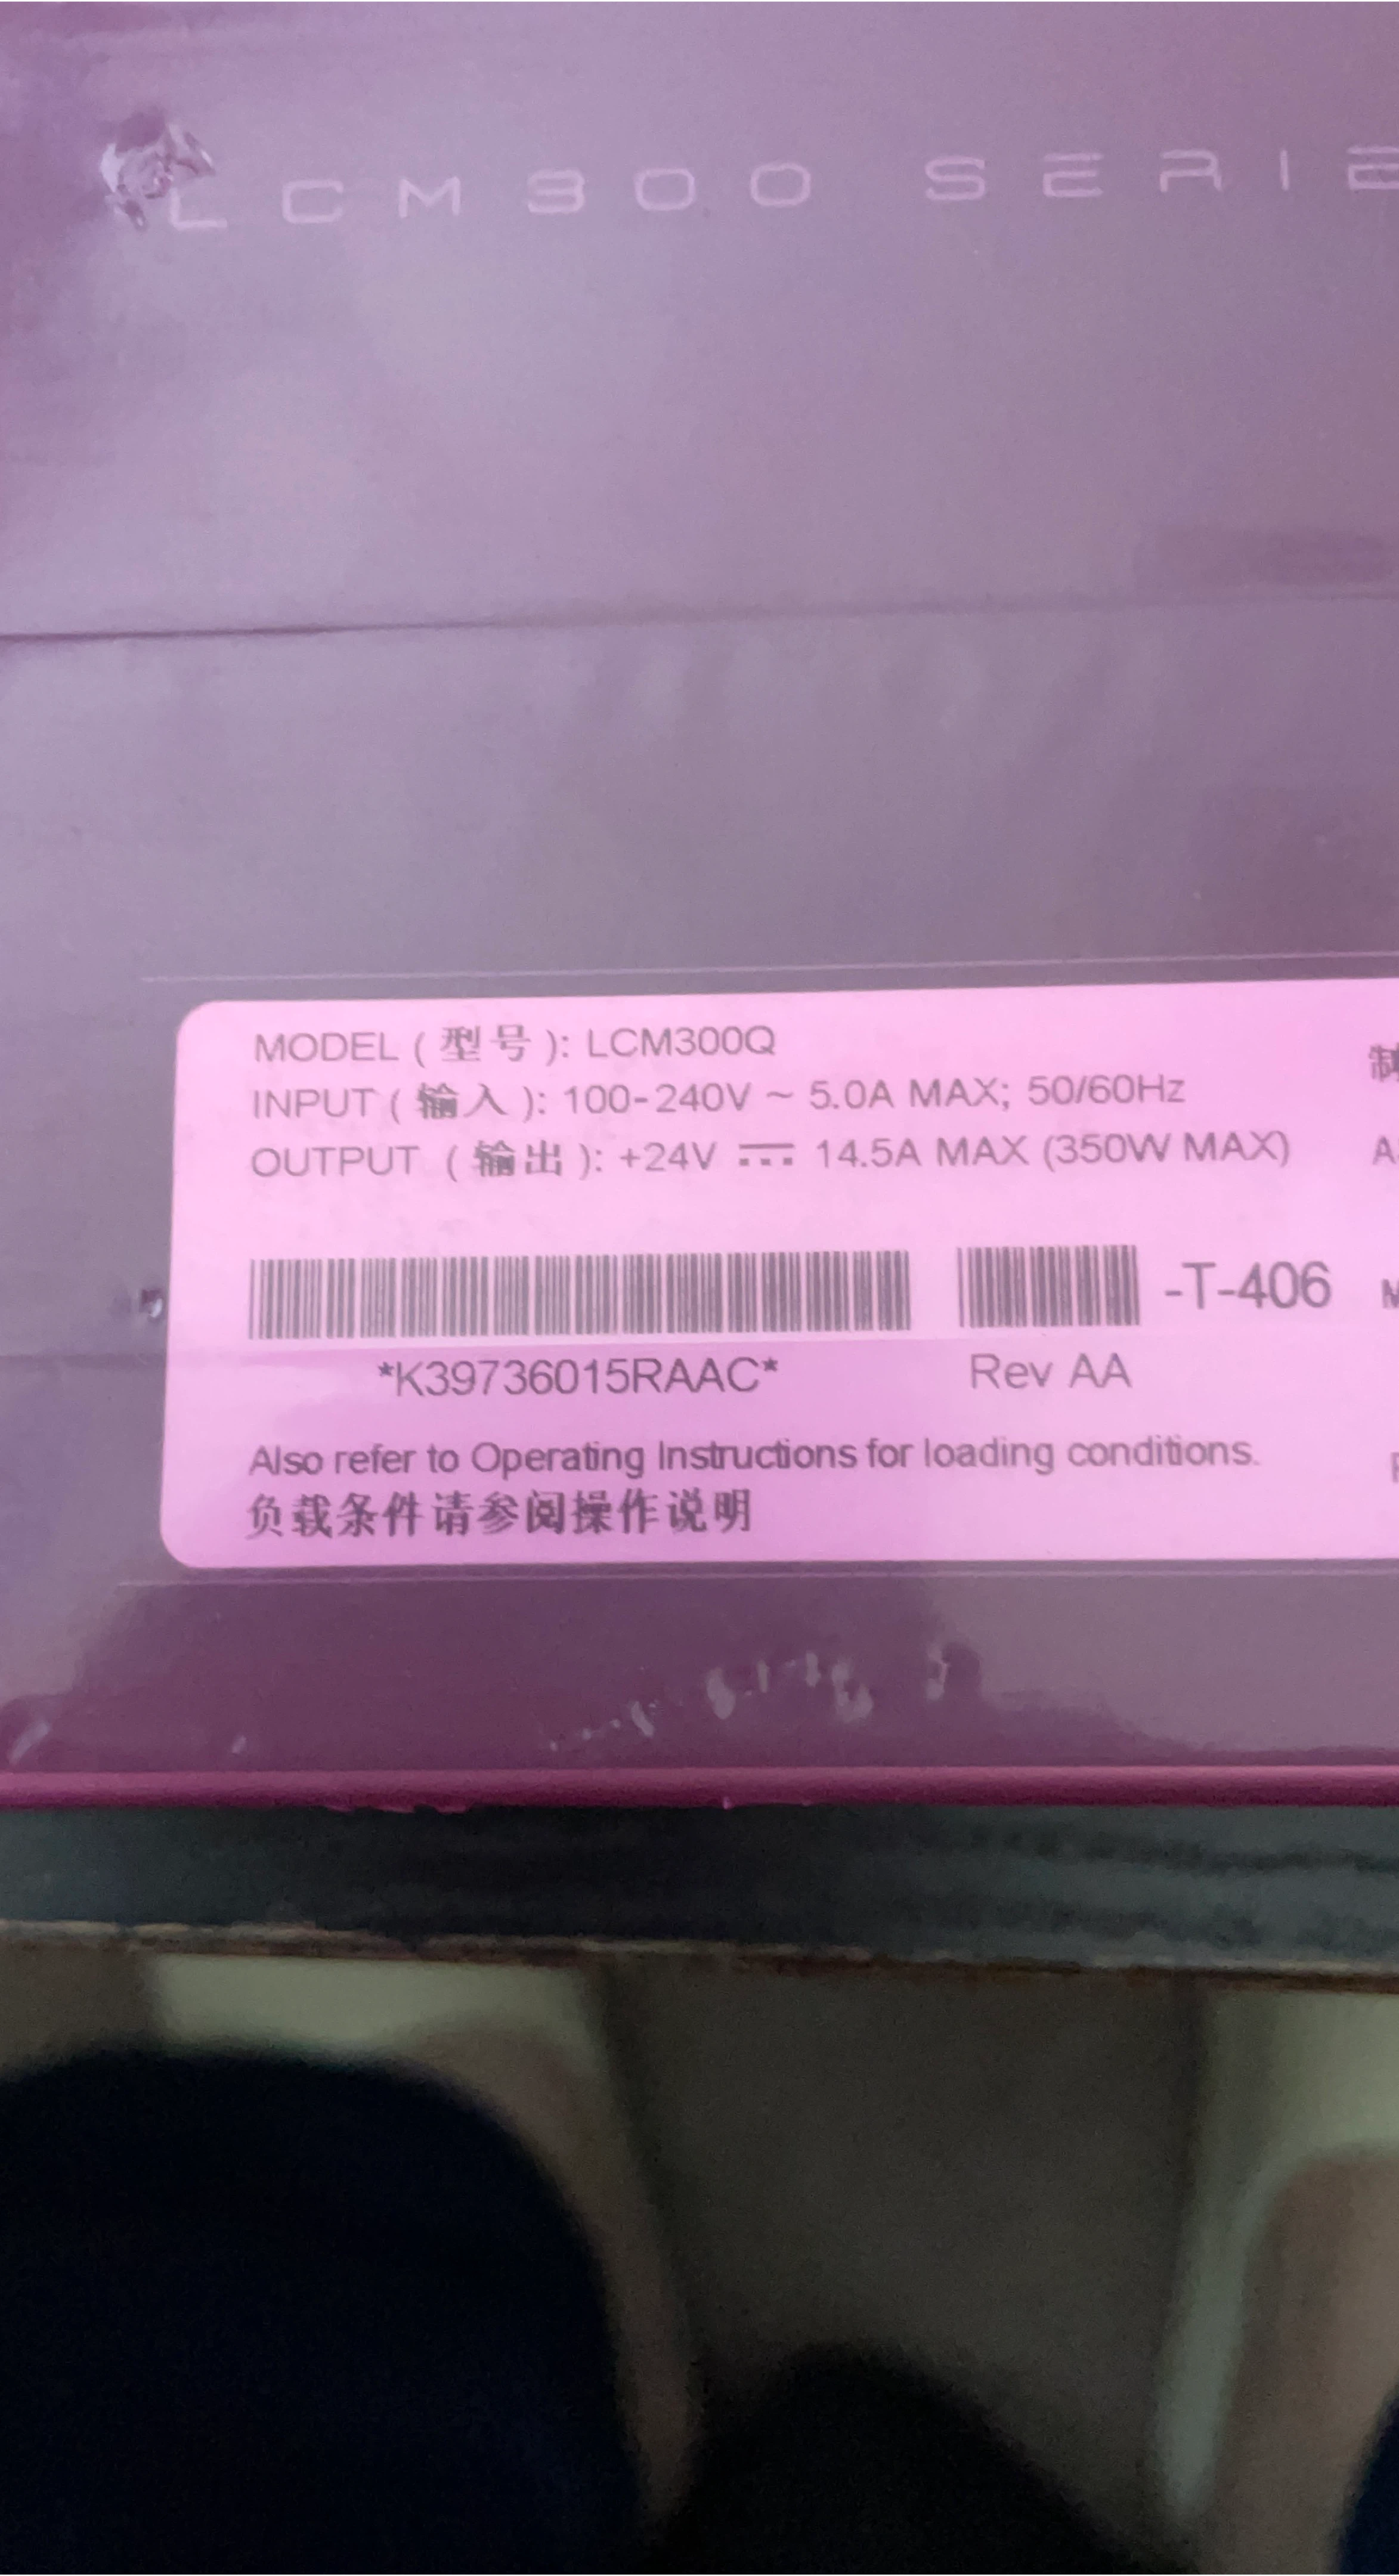 LCM300 SERIE
MODEL ( 型号 ): LCM300Q
INPUT ( 输入 ): 100-240V ~ 5.0A MAX; 50/60Hz
OUTPUT ( 输出 ): +24V ⎓ 14.5A MAX (350W MAX)
-T-406
*K39736015RAAC* Rev AA
Also refer to Operating Instructions for loading conditions.
负载条件请参阅操作说明
制
A